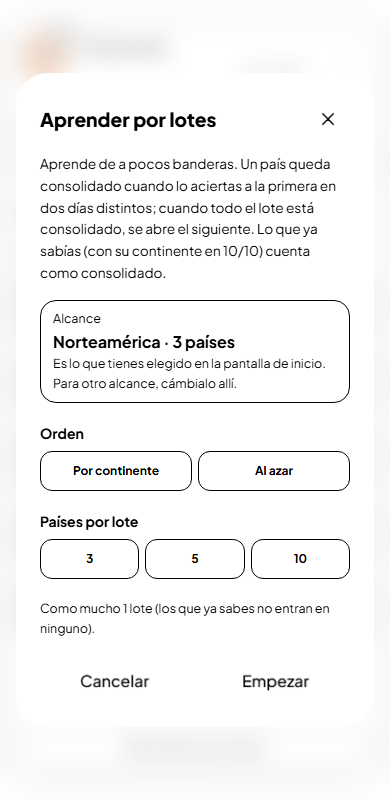 Aprender por lotes
Aprende de a pocos banderas. Un país queda
consolidado cuando lo aciertas a la primera en
dos días distintos; cuando todo el lote está
consolidado, se abre el siguiente. Lo que ya
sabías (con su continente en 10/10) cuenta
como consolidado.
Alcance
Norteamérica · 3 países
Es lo que tienes elegido en la pantalla de inicio.
Para otro alcance, cámbialo allí.
Orden
Por continente
Al azar
Países por lote
3
5
10
Como mucho 1 lote (los que ya sabes no entran en
ninguno).
Cancelar
Empezar